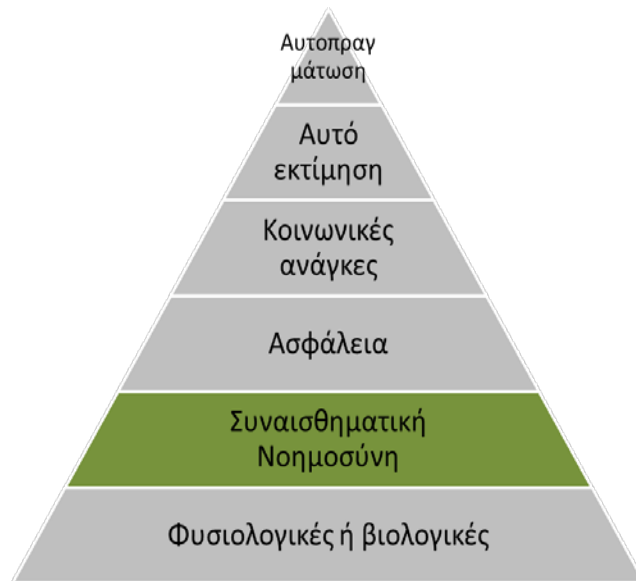 Αυτοπραγ
μάτωση
Αυτό
εκτίμηση
Κοινωνικές
ανάγκες
Ασφάλεια
Συναισθηματική
Νοημοσύνη
Φυσιολογικές ή βιολογικές